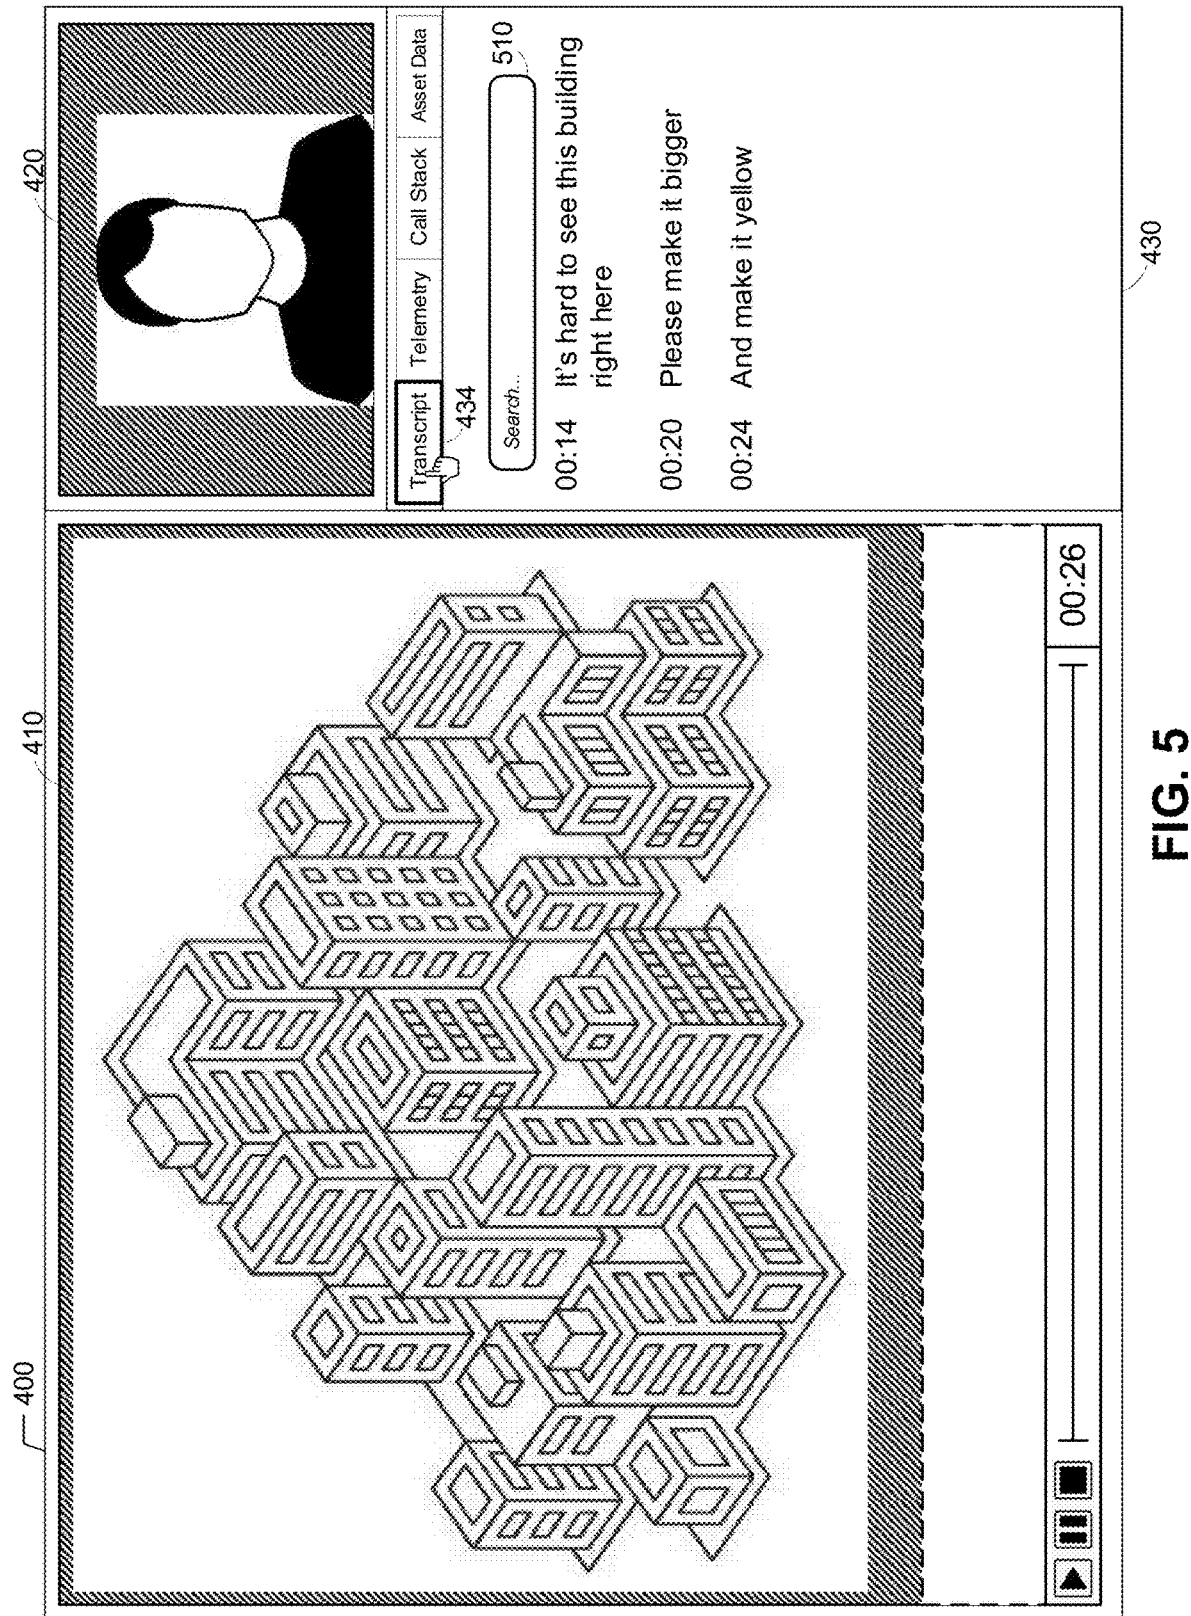 400
410
420
Transcript
Telemetry
Call Stack
Asset Data
434
Search...
510
00:14 It's hard to see this building
right here
00:20 Please make it bigger
00:24 And make it yellow
00:26
430
FIG. 5